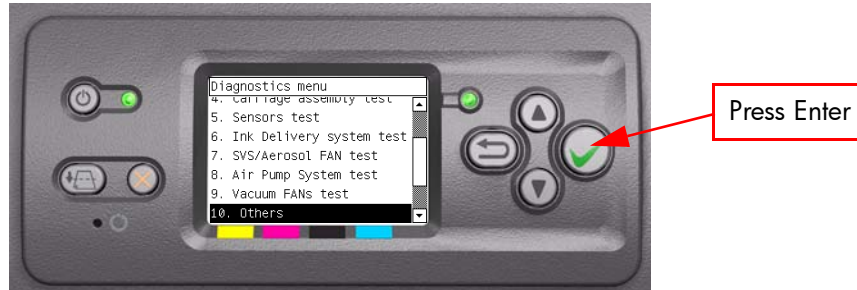 Diagnostics menu
4. Carriage assembly test
5. Sensors test
6. Ink Delivery system test
7. SVS/Aerosol FAN test
8. Air Pump System test
9. Vacuum FANs test
10. Others
Press Enter